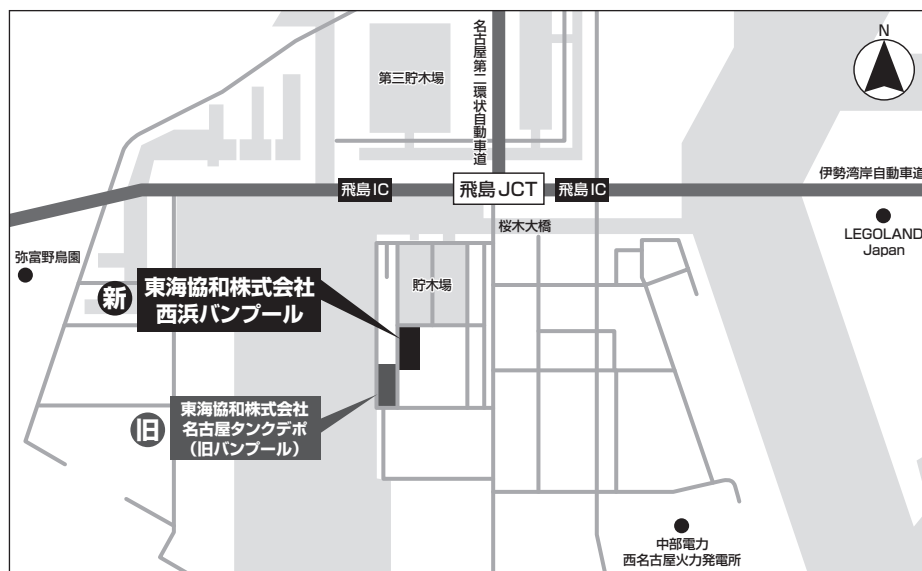 名古屋第二環状自動車道
N
第三貯木場
伊勢湾岸自動車道
飛島IC
飛島JCT
飛島IC
LEGOLAND
Japan
桜木大橋
弥富野鳥園
貯木場
新
東海協和株式会社
西浜バンプール
旧
東海協和株式会社
名古屋タンクデポ
（旧バンプール）
中部電力
西名古屋火力発電所